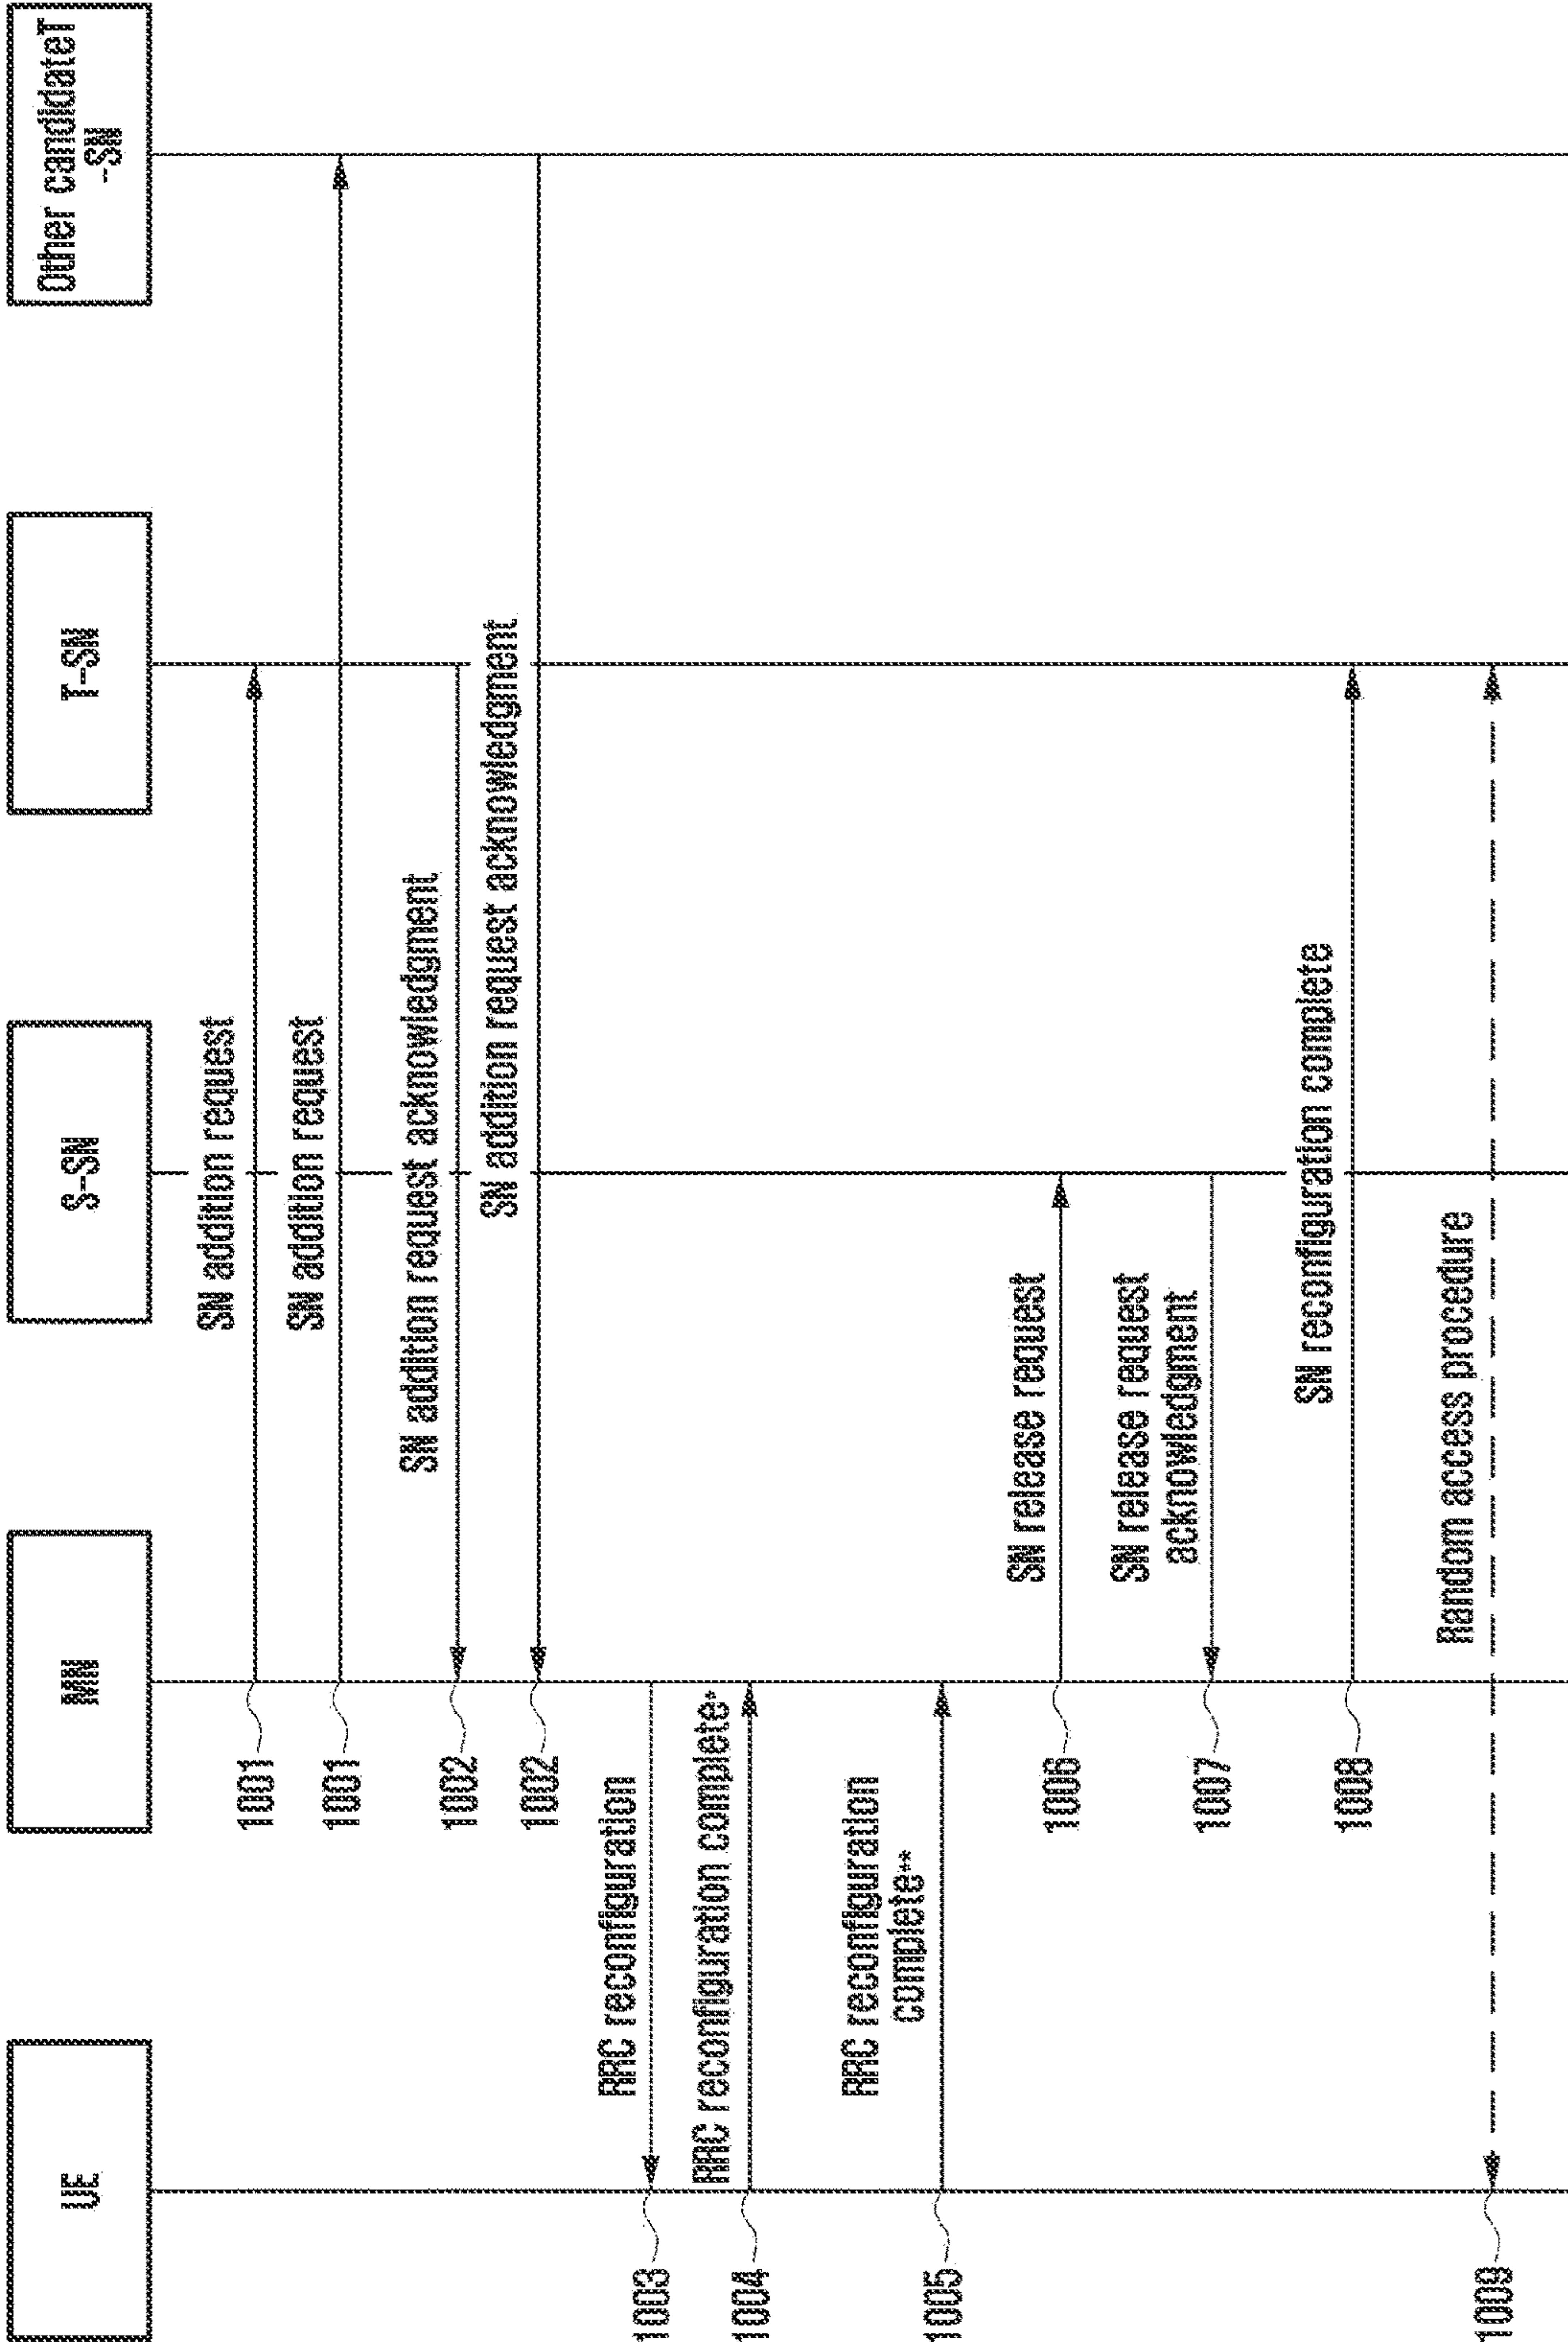 UE
MN
S-SN
T-SN
Other candidateT
-SN
SN addition request
1001
SN addition request
1001
SN addition request acknowledgment
1002
SN addition request acknowledgment
1002
RRC reconfiguration
1003
RRC reconfiguration complete*
1004
RRC reconfiguration
complete**
1005
SN release request
1006
SN release request
acknowledgment
1007
SN reconfiguration complete
1008
Random access procedure
1009